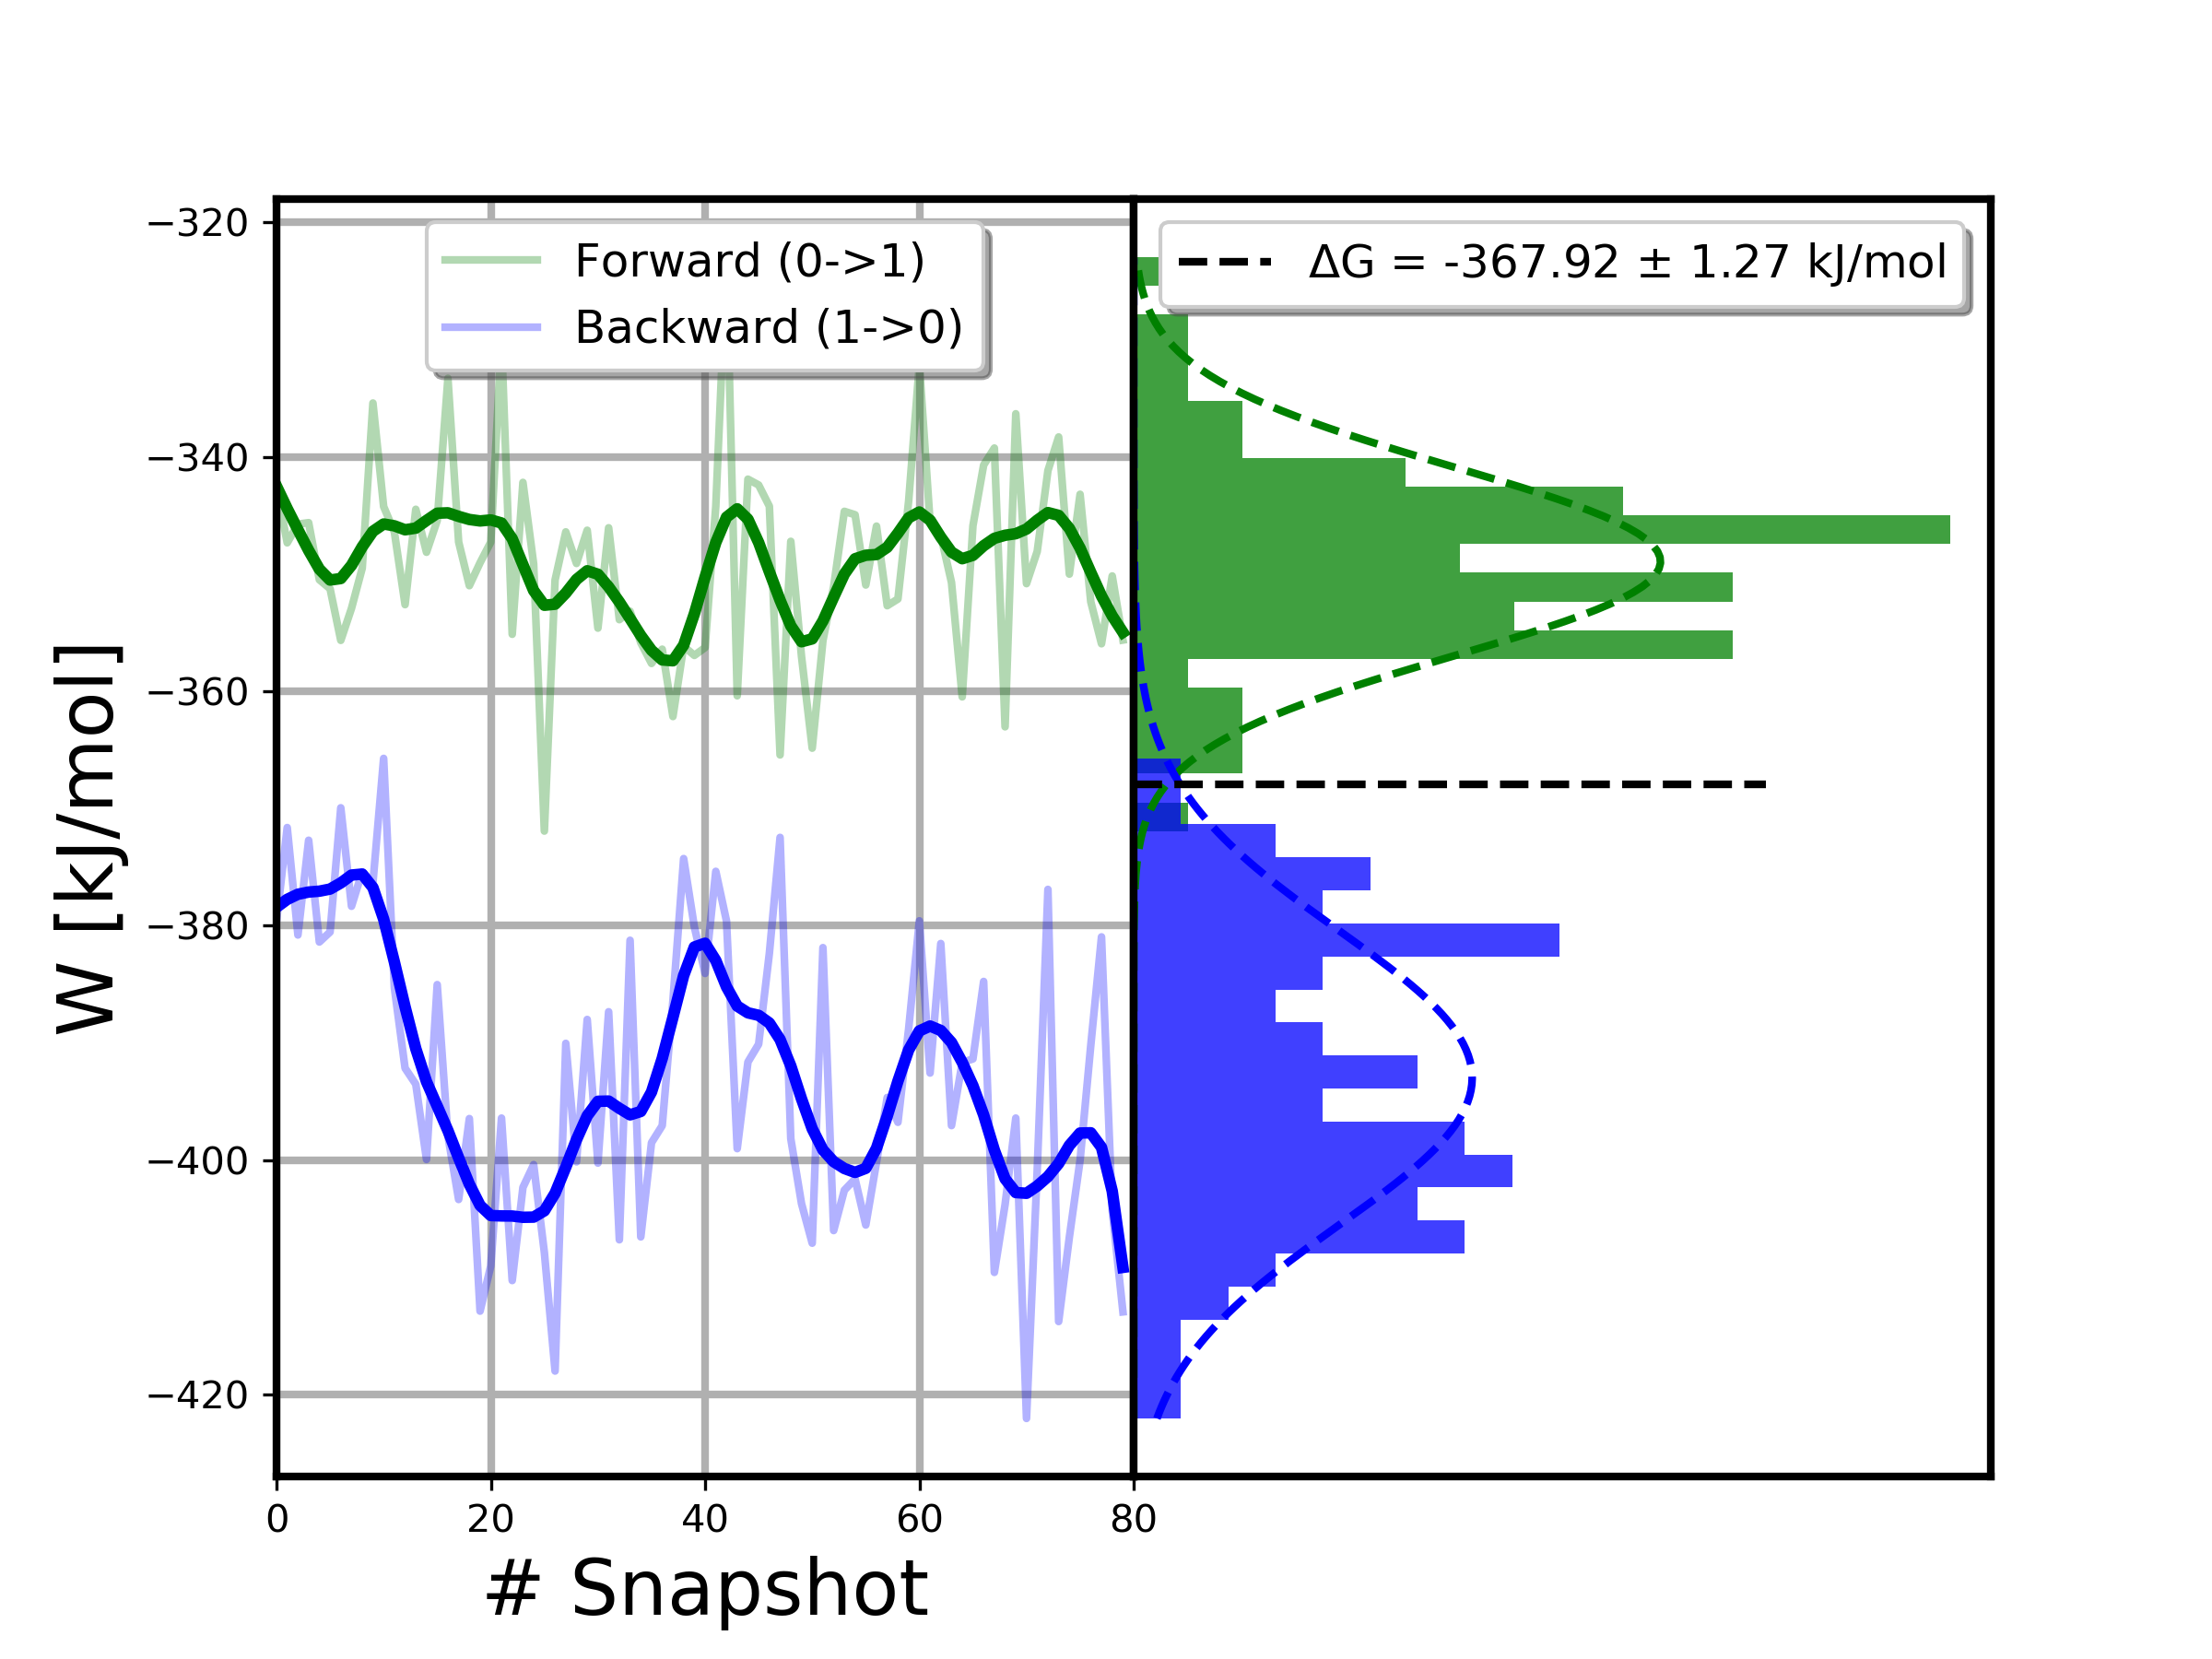 −320
−340
−360
−380
−400
−420
W [kJ/mol]
Forward (0->1)
Backward (1->0)
ΔG = -367.92 ± 1.27 kJ/mol
0 20 40 60 80
# Snapshot